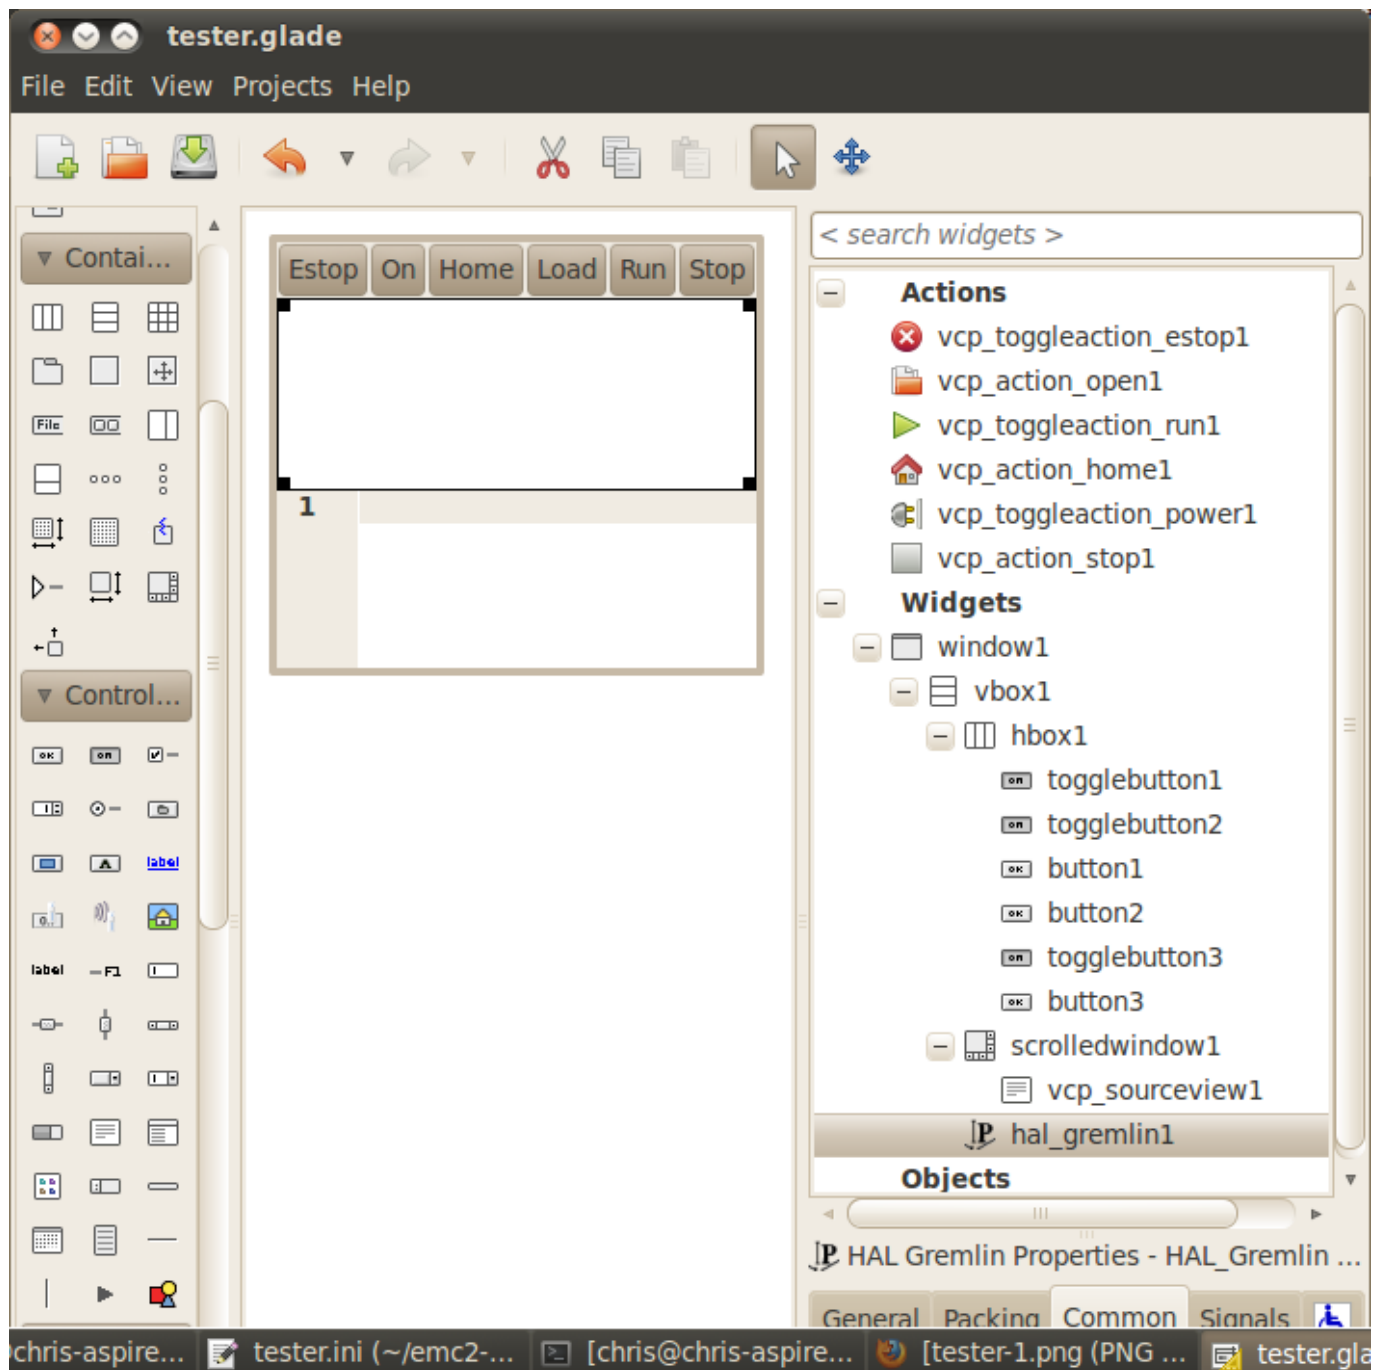 tester.glade
File Edit View Projects Help
Contai...
File
Control...
label
label
F1
Estop On Home Load Run Stop
1
< search widgets >
Actions
vcp_toggleaction_estop1
vcp_action_open1
vcp_toggleaction_run1
vcp_action_home1
vcp_toggleaction_power1
vcp_action_stop1
Widgets
window1
vbox1
hbox1
togglebutton1
togglebutton2
button1
button2
togglebutton3
button3
scrolledwindow1
vcp_sourceview1
hal_gremlin1
Objects
HAL Gremlin Properties - HAL_Gremlin ...
General Packing Common Signals
chris-aspire... tester.ini (~/emc2-... [chris@chris-aspire... [tester-1.png (PNG ... tester.gla